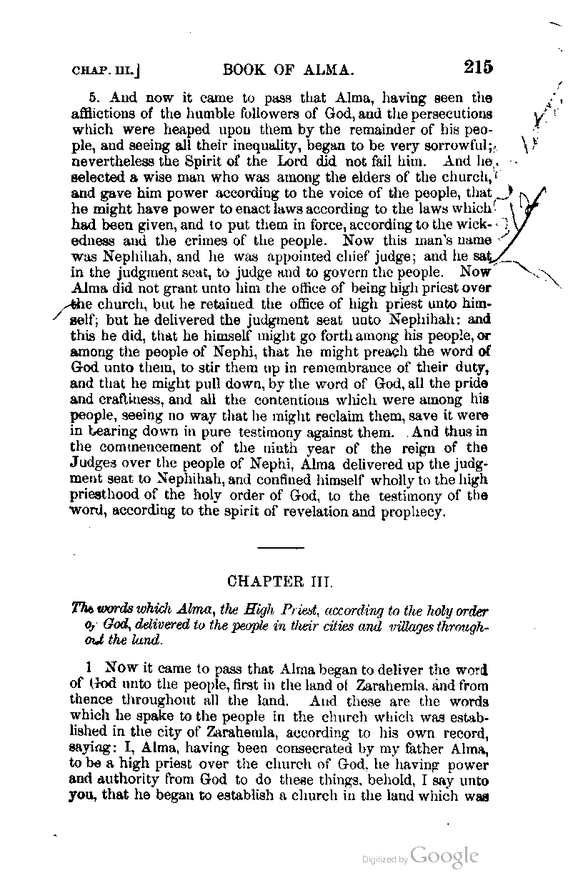 CHAP. III.] BOOK OF ALMA. 215
5. And now it came to pass that Alma, having seen the
afflictions of the humble followers of God, and the persecutions
which were heaped upon them by the remainder of his peo-
ple, and seeing all their inequality, began to be very sorrowful;
nevertheless the Spirit of the Lord did not fail him. And he
selected a wise man who was among the elders of the church,
and gave him power according to the voice of the people, that
he might have power to enact laws according to the laws which
had been given, and to put them in force, according to the wick-
edness and the crimes of the people. Now this man's name
was Nephihah, and he was appointed chief judge; and he sat
in the judgment seat, to judge and to govern the people. Now
Alma did not grant unto him the office of being high priest over
the church, but he retained the office of high priest unto him-
self; but he delivered the judgment seat unto Nephihah: and
this he did, that he himself might go forth among his people, or
among the people of Nephi, that he might preach the word of
God unto them, to stir them up in remembrance of their duty,
and that he might pull down, by the word of God, all the pride
and craftiness, and all the contentions which were among his
people, seeing no way that he might reclaim them, save it were
in bearing down in pure testimony against them. And thus in
the commencement of the ninth year of the reign of the
Judges over the people of Nephi, Alma delivered up the judg-
ment seat to Nephihah, and confined himself wholly to the high
priesthood of the holy order of God, to the testimony of the
word, according to the spirit of revelation and prophecy.
CHAPTER III.
The words which Alma, the High Priest, according to the holy order
of God, delivered to the people in their cities and villages through-
out the land.
1 Now it came to pass that Alma began to deliver the word
of God unto the people, first in the land of Zarahemla, and from
thence throughout all the land. And these are the words
which he spake to the people in the church which was estab-
lished in the city of Zarahemla, according to his own record,
saying: I, Alma, having been consecrated by my father Alma,
to be a high priest over the church of God, he having power
and authority from God to do these things, behold, I say unto
you, that he began to establish a church in the land which was
Digitized by Google